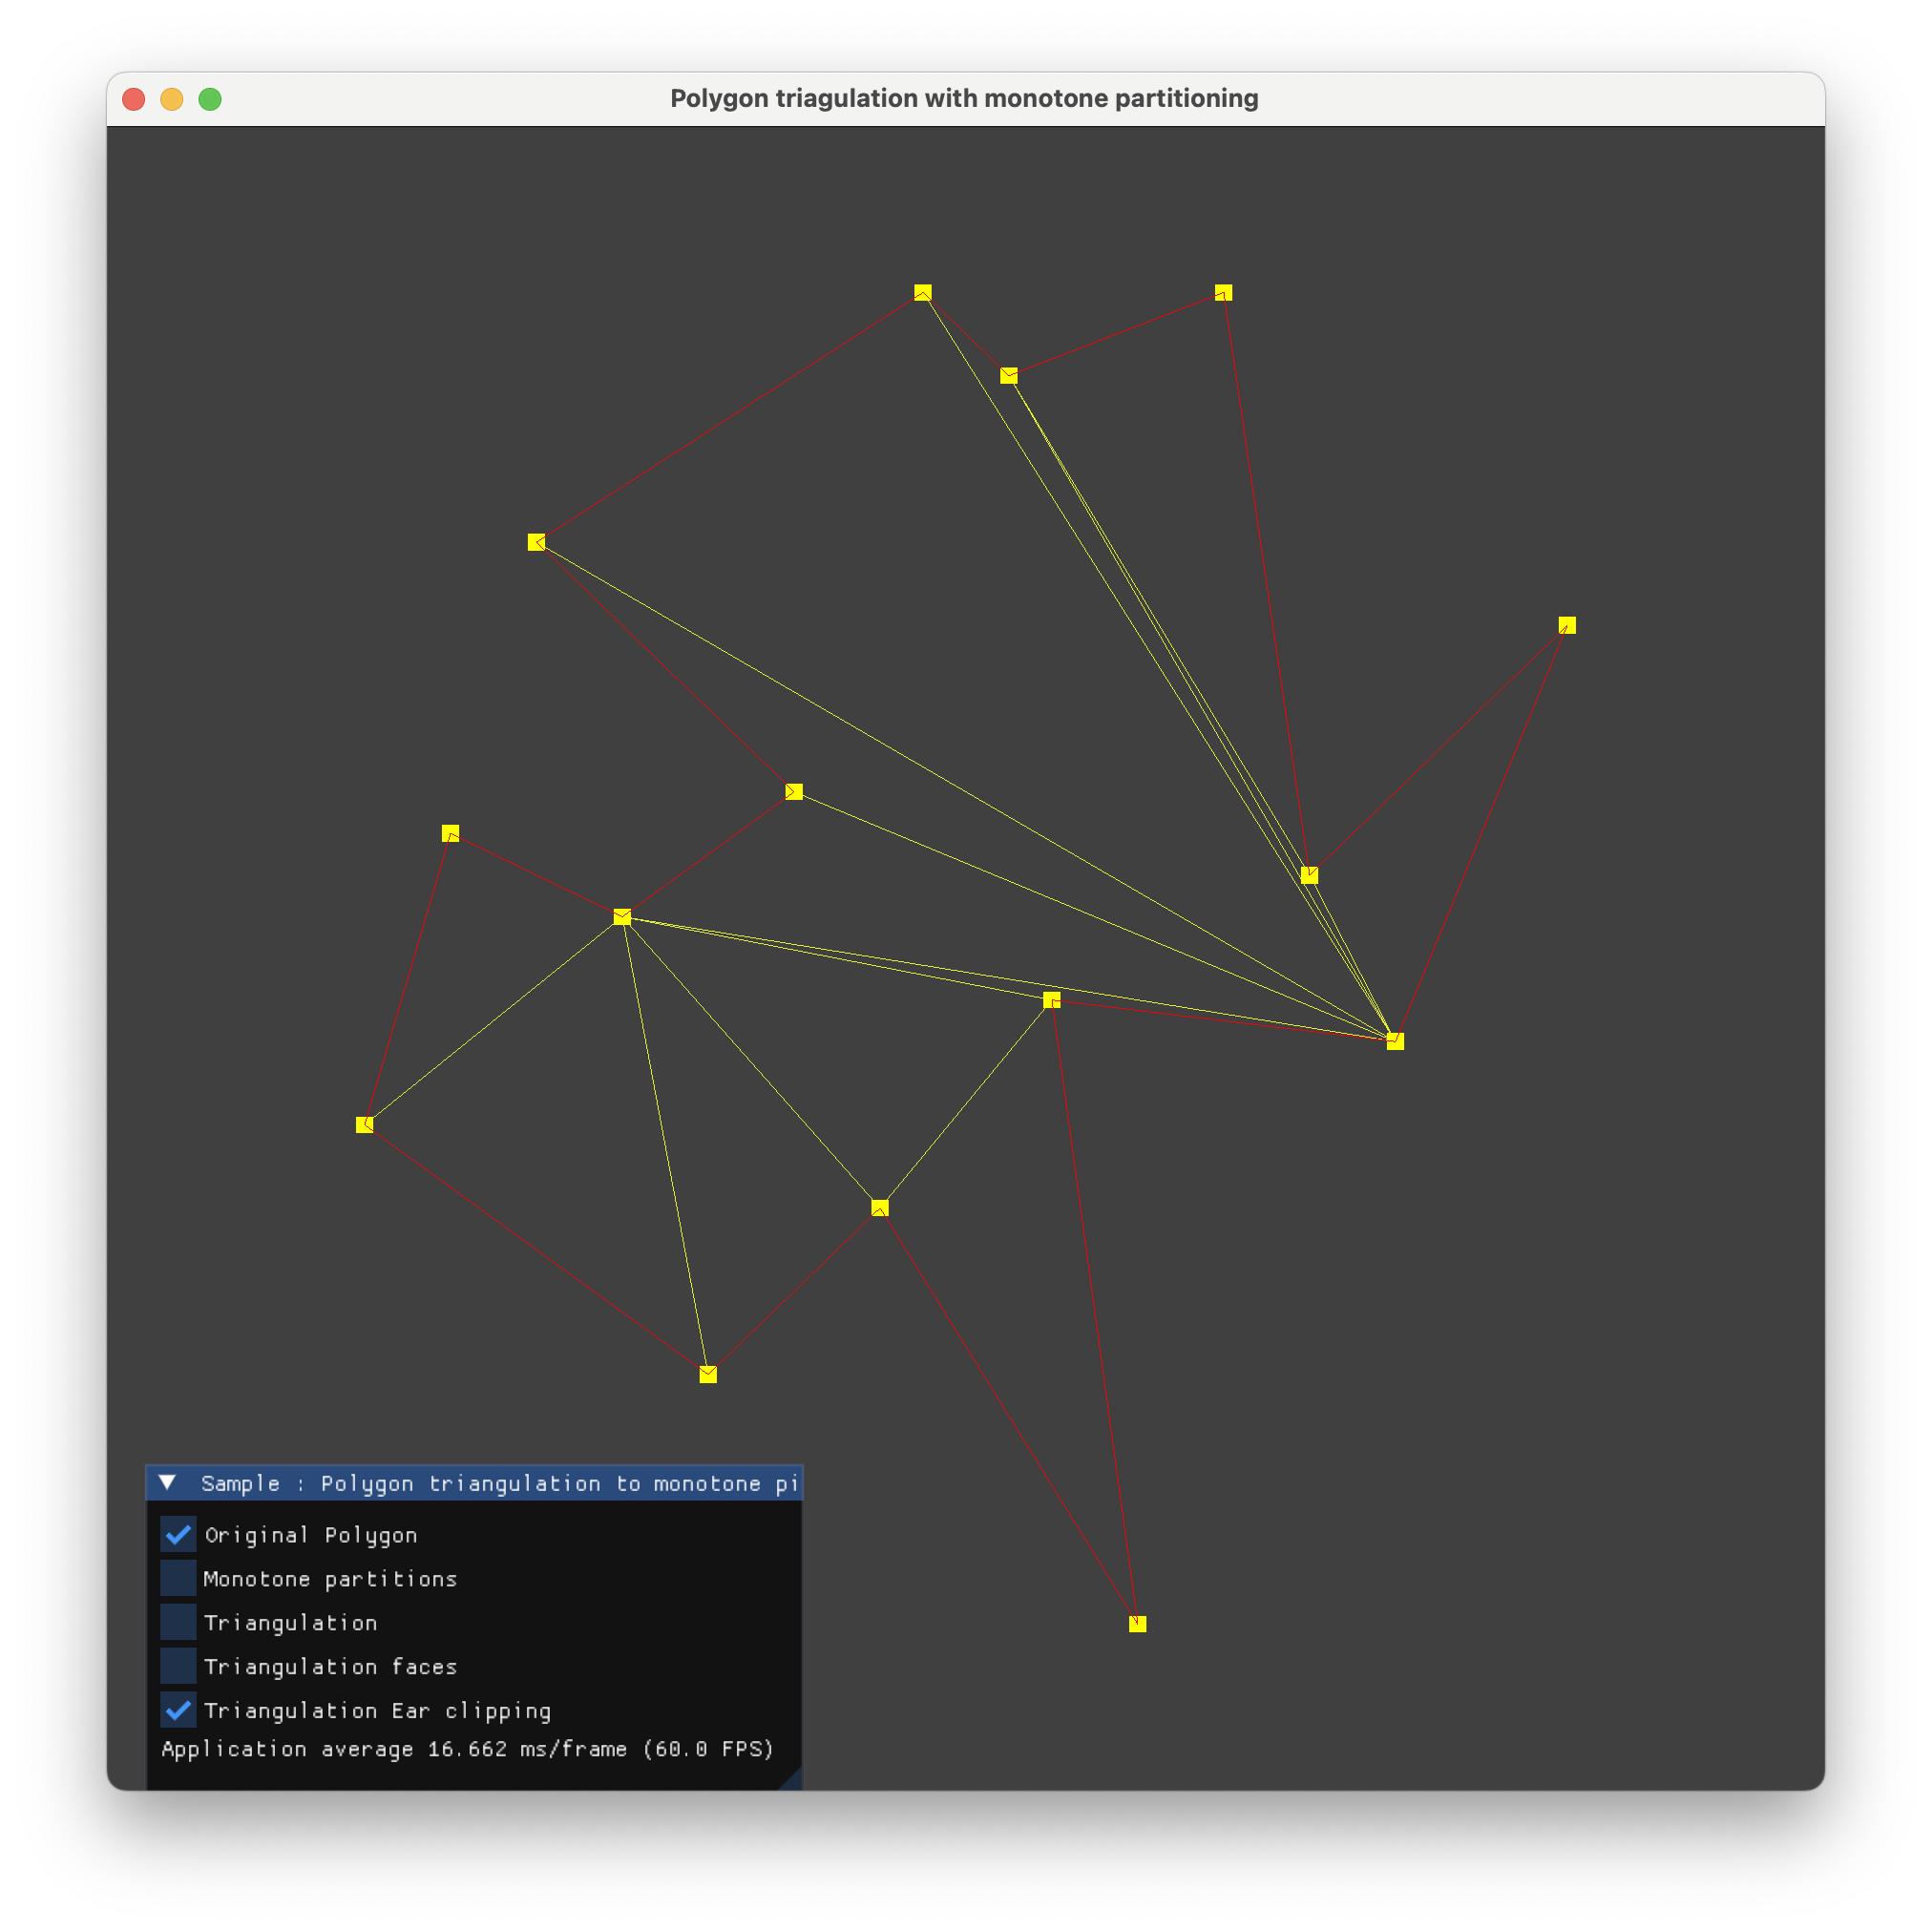 Polygon triagulation with monotone partitioning
Sample : Polygon triangulation to monotone pi
Original Polygon
Monotone partitions
Triangulation
Triangulation faces
Triangulation Ear clipping
Application average 16.662 ms/frame (60.0 FPS)